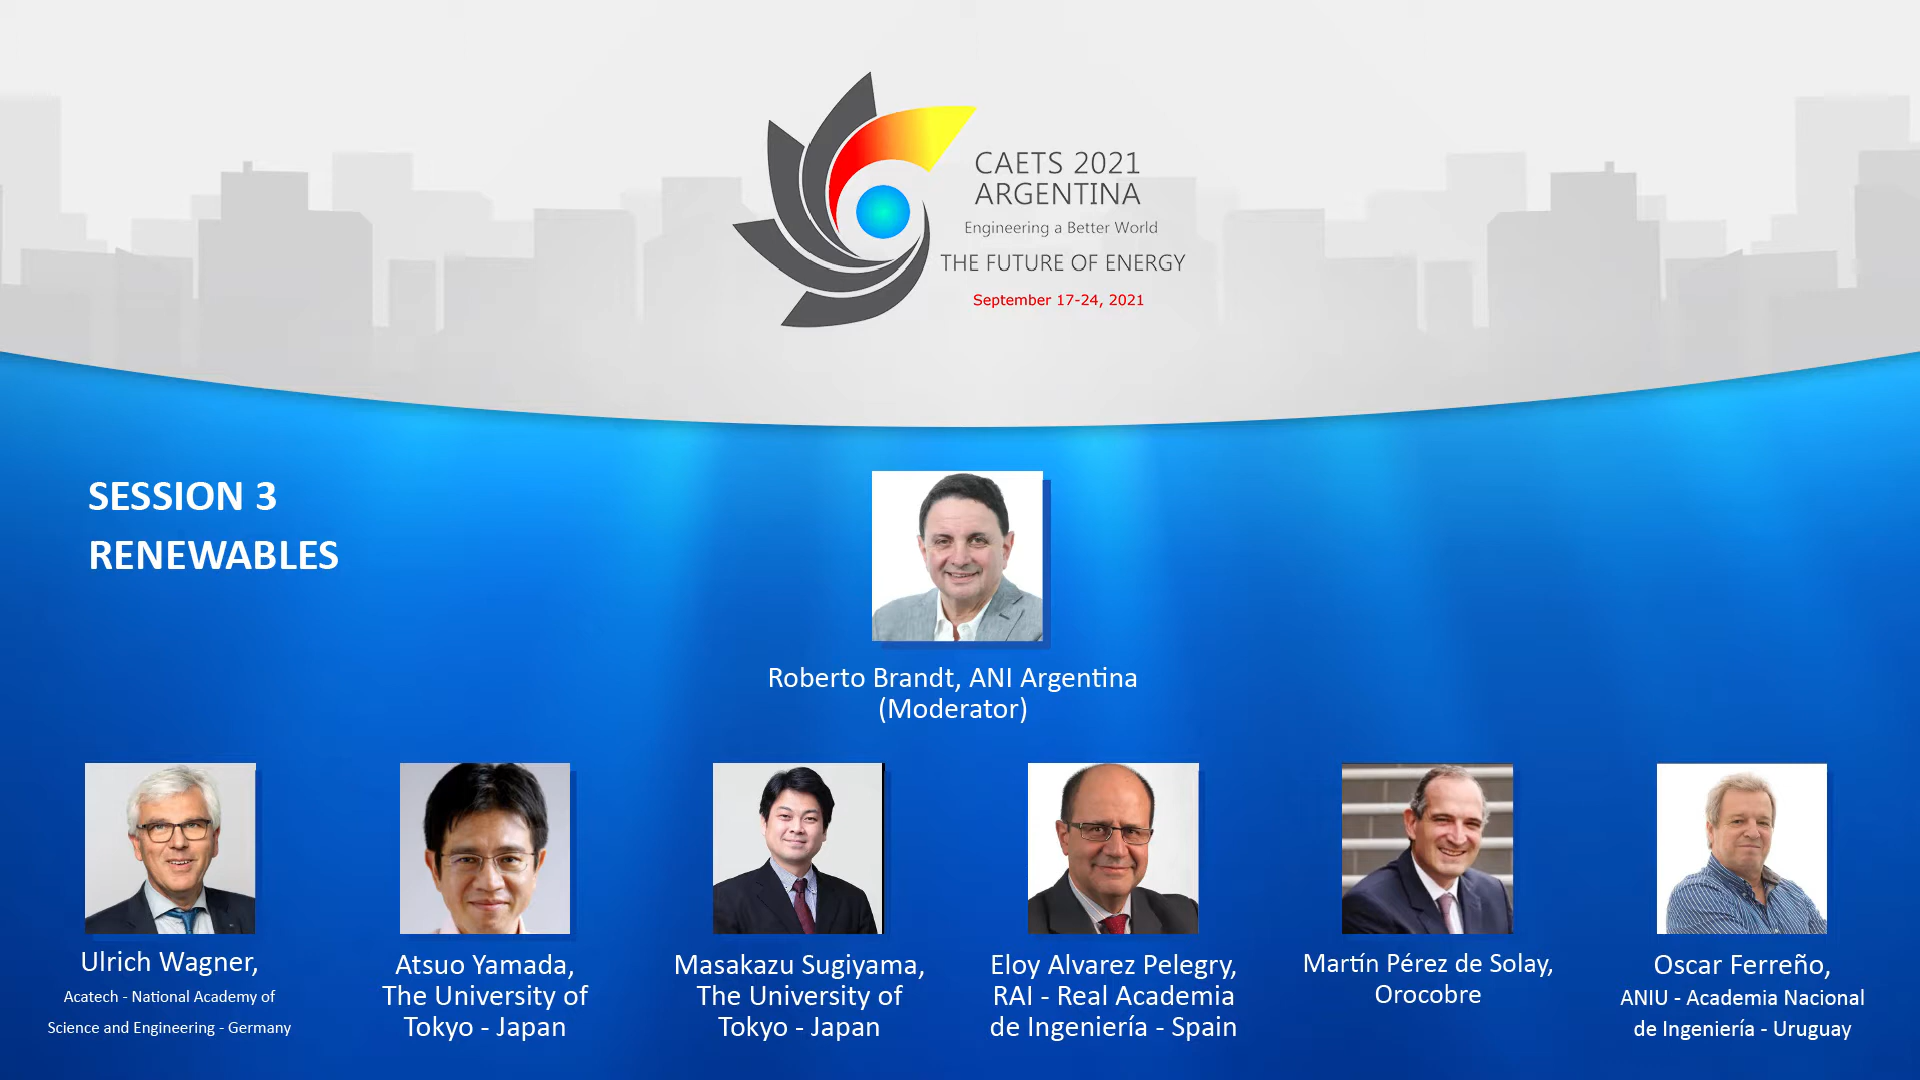 CAETS 2021
ARGENTINA
Engineering a Better World
THE FUTURE OF ENERGY
September 17-24, 2021
SESSION 3
RENEWABLES
Roberto Brandt, ANI Argentina
(Moderator)
Ulrich Wagner,
Acatech - National Academy of
Science and Engineering - Germany
Atsuo Yamada,
The University of
Tokyo - Japan
Masakazu Sugiyama,
The University of
Tokyo - Japan
Eloy Alvarez Pelegry,
RAI - Real Academia
de Ingeniería - Spain
Martín Pérez de Solay,
Orocobre
Oscar Ferreño,
ANIU - Academia Nacional
de Ingeniería - Uruguay